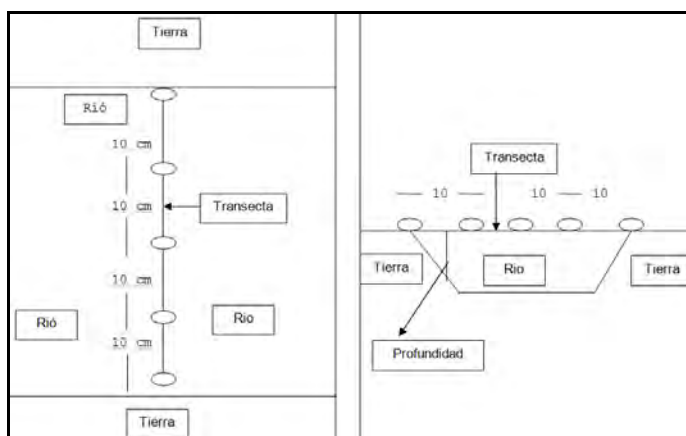 Tierra
Rió
10 cm
10 cm
Transecta
10 cm
Rió
Rio
10 cm
Tierra
Transecta
10
10
10
Tierra
Rio
Tierra
Profundidad